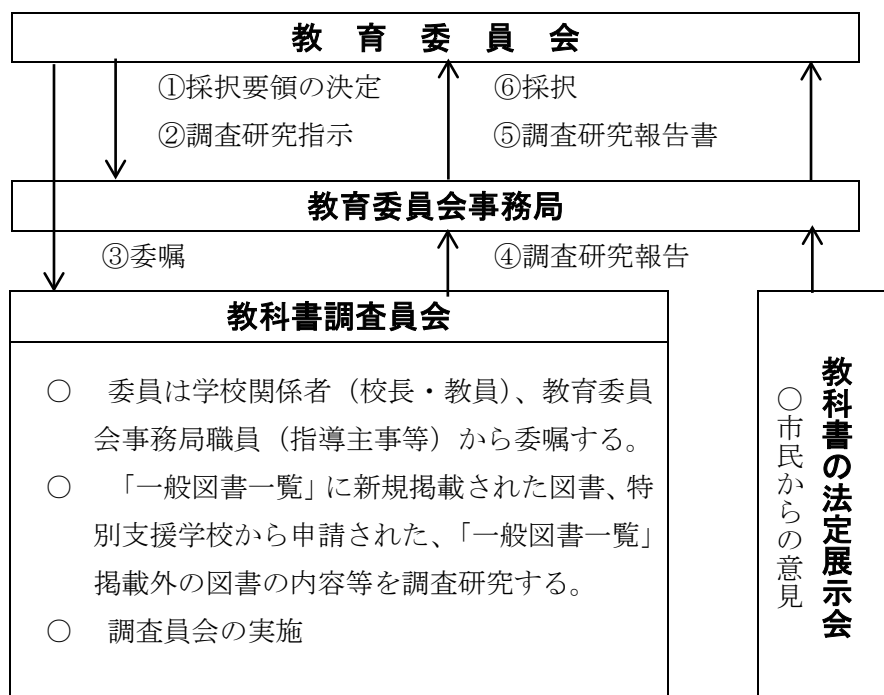 教 育 委 員 会
①採択要領の決定
⑥採択
②調査研究指示
⑤調査研究報告書
教育委員会事務局
③委嘱
④調査研究報告
教科書調査員会
○ 委員は学校関係者（校長・教員）、教育委員
会事務局職員（指導主事等）から委嘱する。
○ 「一般図書一覧」に新規掲載された図書、特
別支援学校から申請された、「一般図書一覧」
掲載外の図書の内容等を調査研究する。
○ 調査員会の実施
教科書の法定展示会
○市民からの意見